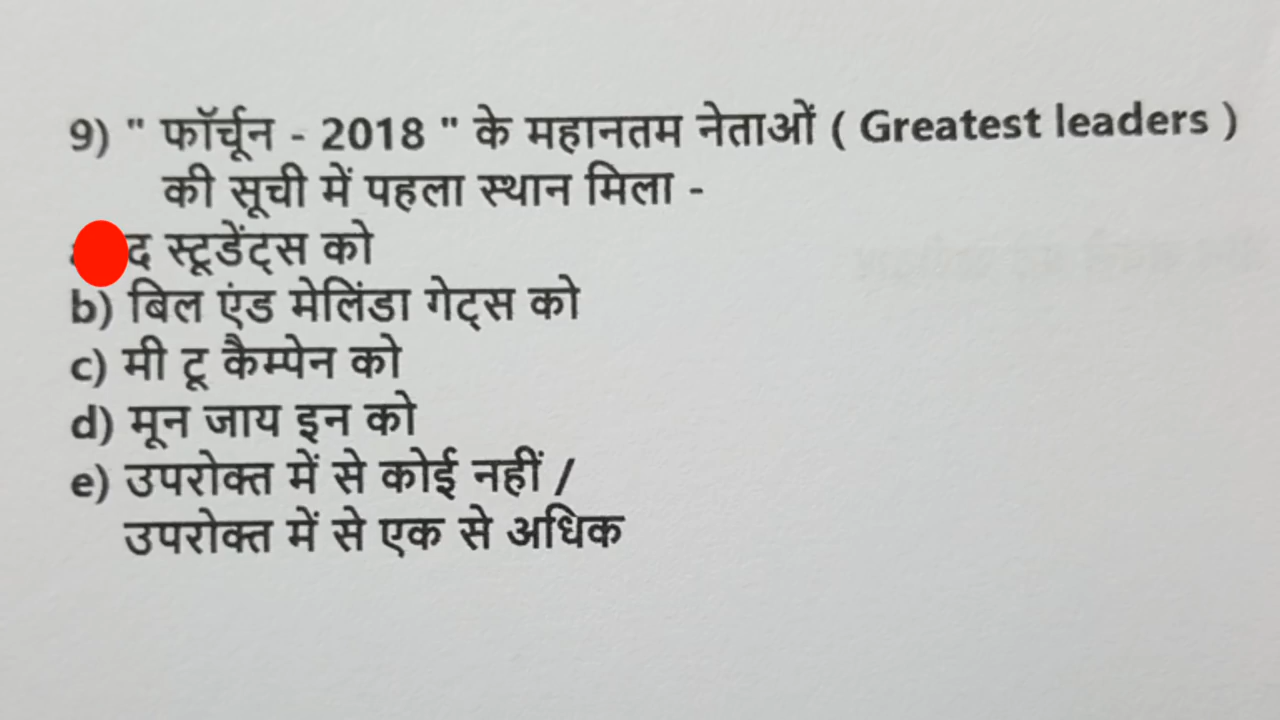 9) " फॉर्चून - 2018 " के महानतम नेताओं ( Greatest leaders )
की सूची में पहला स्थान मिला -
द स्टूडेंट्स को
b) बिल एंड मेलिंडा गेट्स को
c) मी टू कैम्पेन को
d) मून जाय इन को
e) उपरोक्त में से कोई नहीं /
उपरोक्त में से एक से अधिक